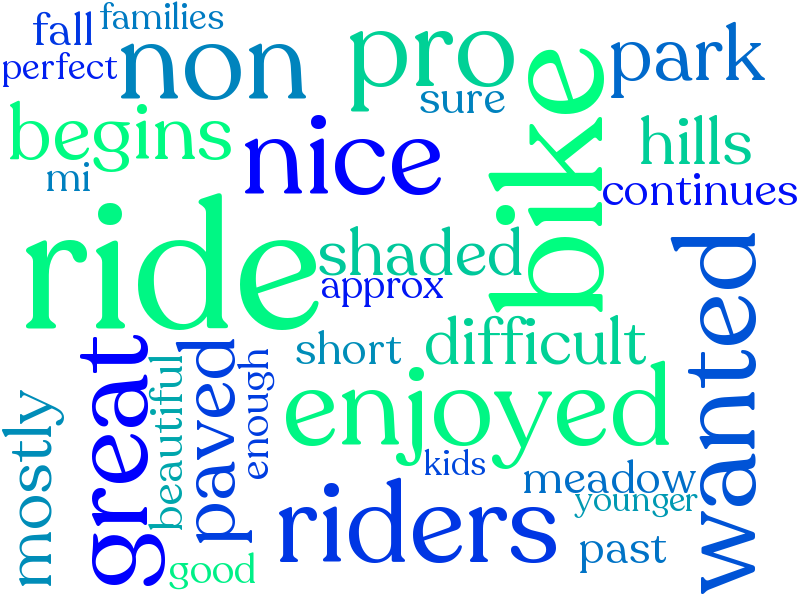 families
fall
perfect
non
pro
sure
park
begins
mi
nice
bike
hills
continues
ride
shaded
approx
wanted
great
short
difficult
paved
beautiful
enough
enjoyed
mostly
kids
meadow
younger
riders
past
good